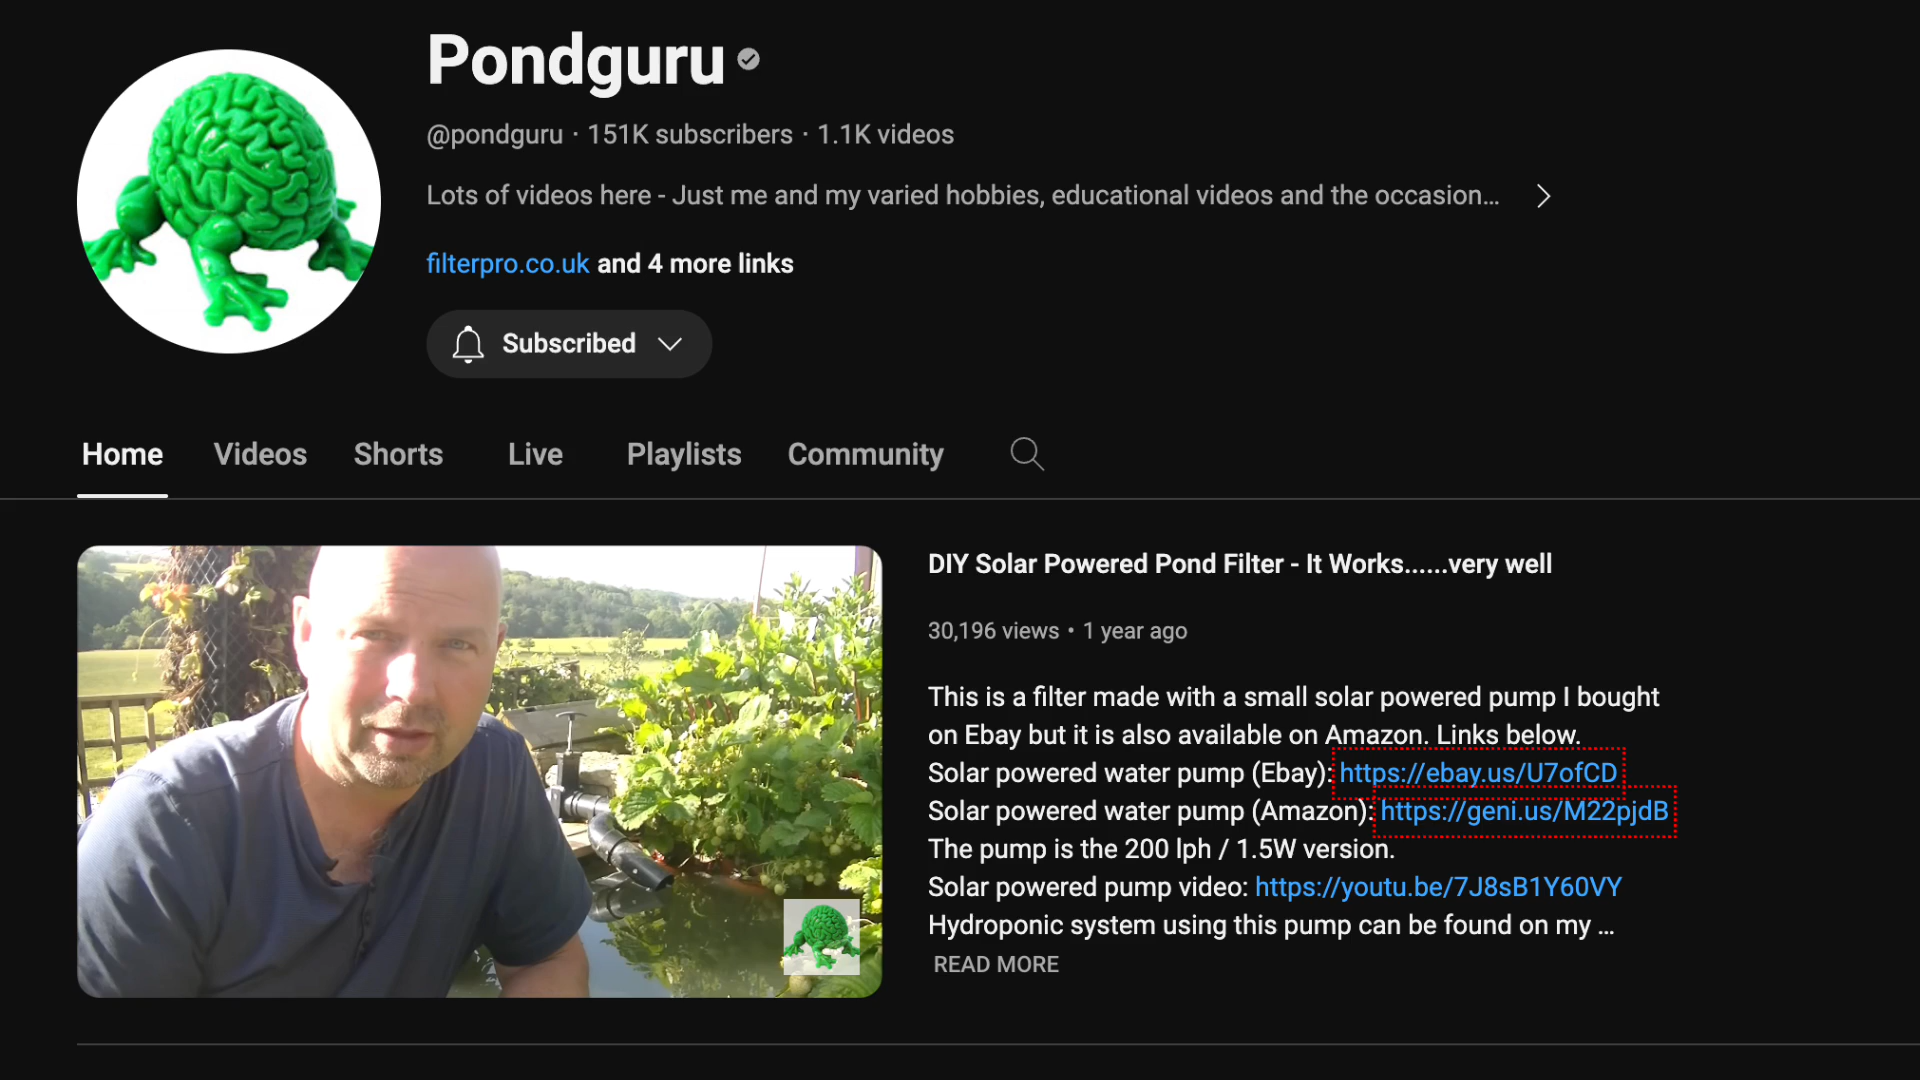 Pondguru
@pondguru · 151K subscribers · 1.1K videos
Lots of videos here - Just me and my varied hobbies, educational videos and the occasion...
filterpro.co.uk and 4 more links
Subscribed
Home Videos Shorts Live Playlists Community
DIY Solar Powered Pond Filter - It Works......very well
30,196 views • 1 year ago
This is a filter made with a small solar powered pump I bought
on Ebay but it is also available on Amazon. Links below.
Solar powered water pump (Ebay): https://ebay.us/U7ofCD
Solar powered water pump (Amazon): https://geni.us/M22pjdB
The pump is the 200 lph / 1.5W version.
Solar powered pump video: https://youtu.be/7J8sB1Y60VY
Hydroponic system using this pump can be found on my ...
READ MORE